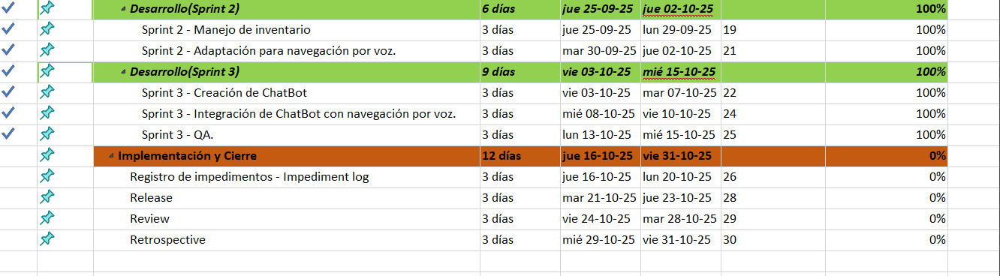 Desarrollo(Sprint 2) 6 días jue 25-09-25 jue 02-10-25 100%
Sprint 2 - Manejo de inventario 3 días jue 25-09-25 lun 29-09-25 19 100%
Sprint 2 - Adaptación para navegación por voz. 3 días mar 30-09-25 jue 02-10-25 21 100%
Desarrollo(Sprint 3) 9 días vie 03-10-25 mié 15-10-25 100%
Sprint 3 - Creación de ChatBot 3 días vie 03-10-25 mar 07-10-25 22 100%
Sprint 3 - Integración de ChatBot con navegación por voz. 3 días mié 08-10-25 vie 10-10-25 24 100%
Sprint 3 - QA. 3 días lun 13-10-25 mié 15-10-25 25 100%
Implementación y Cierre 12 días jue 16-10-25 vie 31-10-25 0%
Registro de impedimentos - Impediment log 3 días jue 16-10-25 lun 20-10-25 26 0%
Release 3 días mar 21-10-25 jue 23-10-25 28 0%
Review 3 días vie 24-10-25 mar 28-10-25 29 0%
Retrospective 3 días mié 29-10-25 vie 31-10-25 30 0%